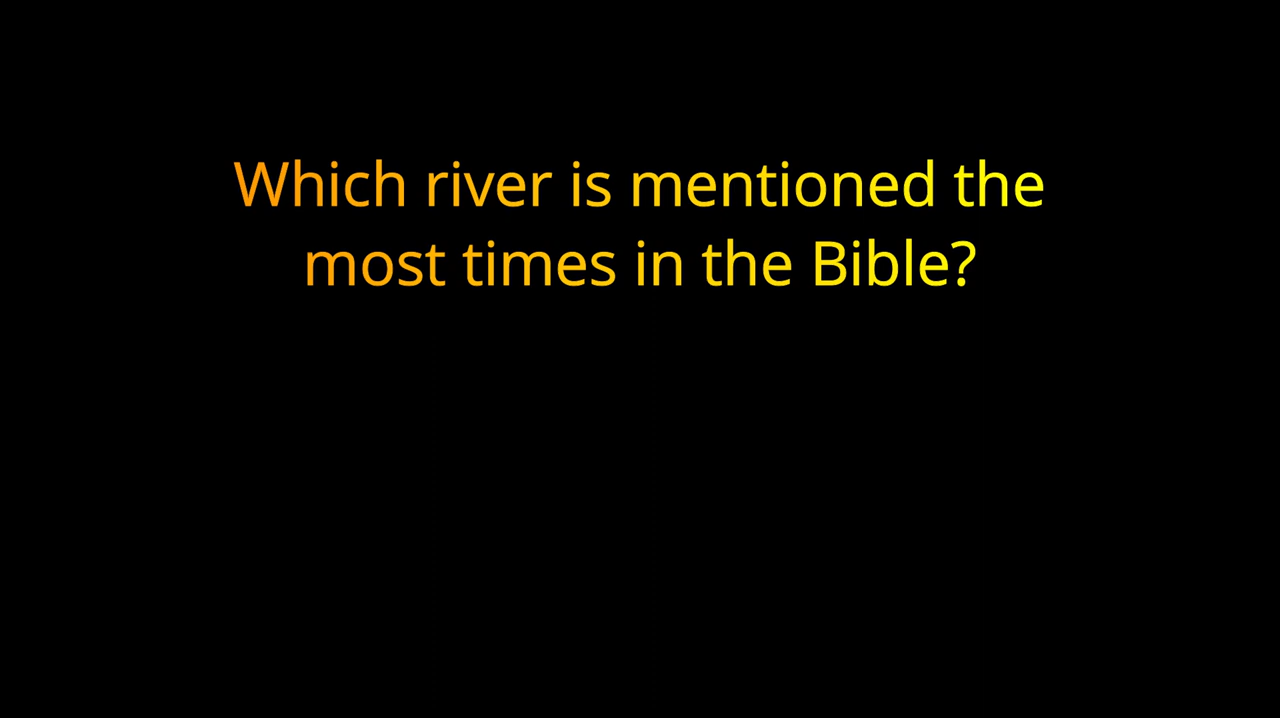 Which river is mentioned the
most times in the Bible?